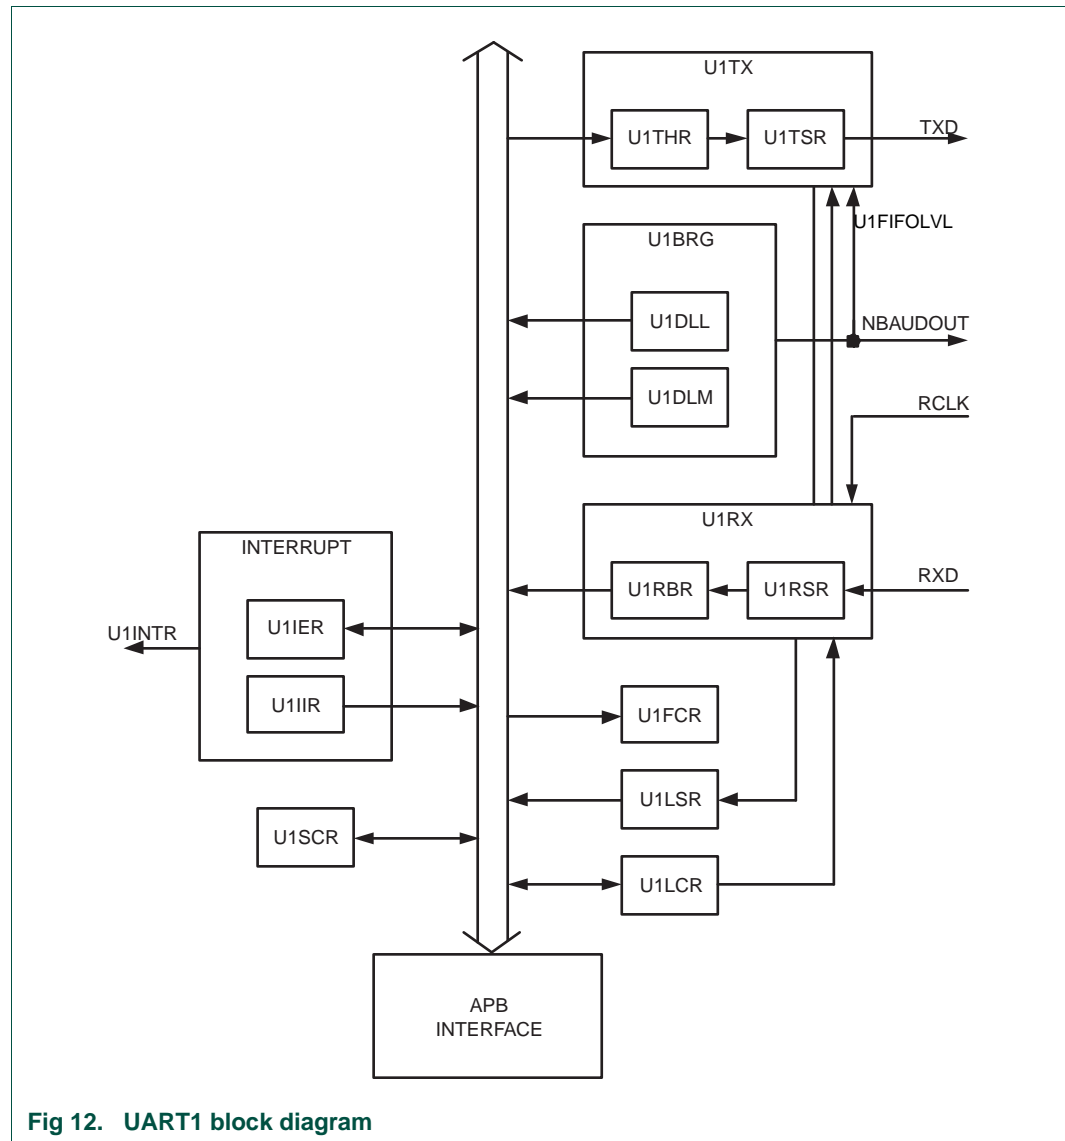 U1TX
U1THR
U1TSR
TXD
U1FIFOLVL
U1BRG
U1DLL
NBAUDOUT
U1DLM
RCLK
U1RX
INTERRUPT
U1RBR
U1RSR
RXD
U1INTR
U1IER
U1IIR
U1FCR
U1LSR
U1SCR
U1LCR
APB
INTERFACE
Fig 12. UART1 block diagram